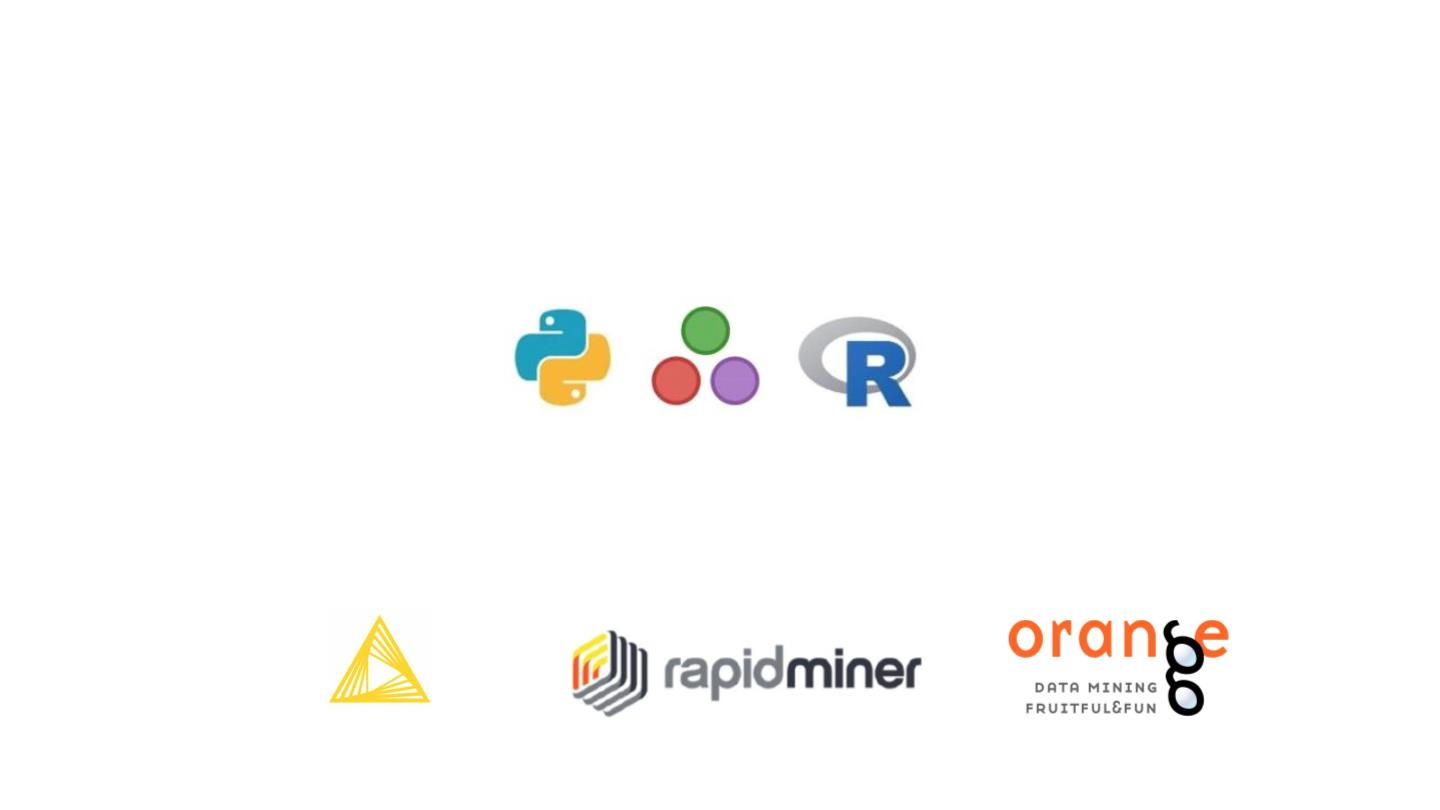 R
rapidminer
orange
DATA MINING
FRUITFUL&FUN